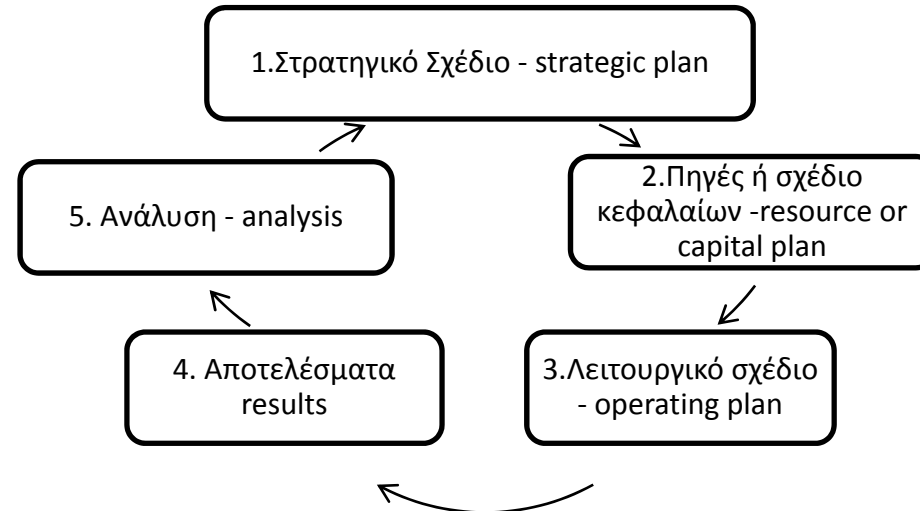 1.Στρατηγικό Σχέδιο - strategic plan
2.Πηγές ή σχέδιο
κεφαλαίων -resource or
capital plan
3.Λειτουργικό σχέδιο
- operating plan
4. Αποτελέσματα
results
5. Ανάλυση - analysis